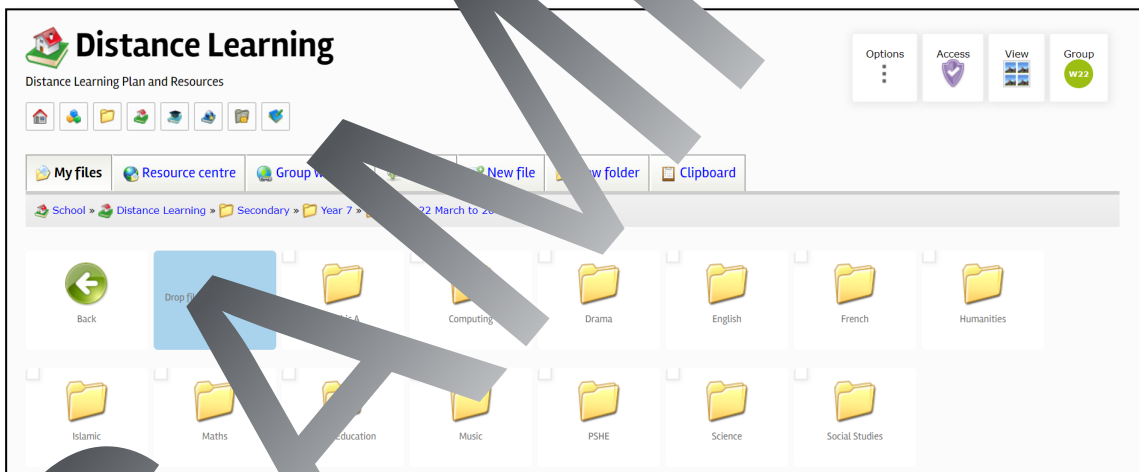 Distance Learning
Distance Learning Plan and Resources
Options Access View Group
W22
My files Resource centre Group New file folder Clipboard
School » Distance Learning » Secondary » Year 7 » 22 March to
Back Drop Computing Drama English French Humanities
Islamic Maths Education Music PSHE Science Social Studies